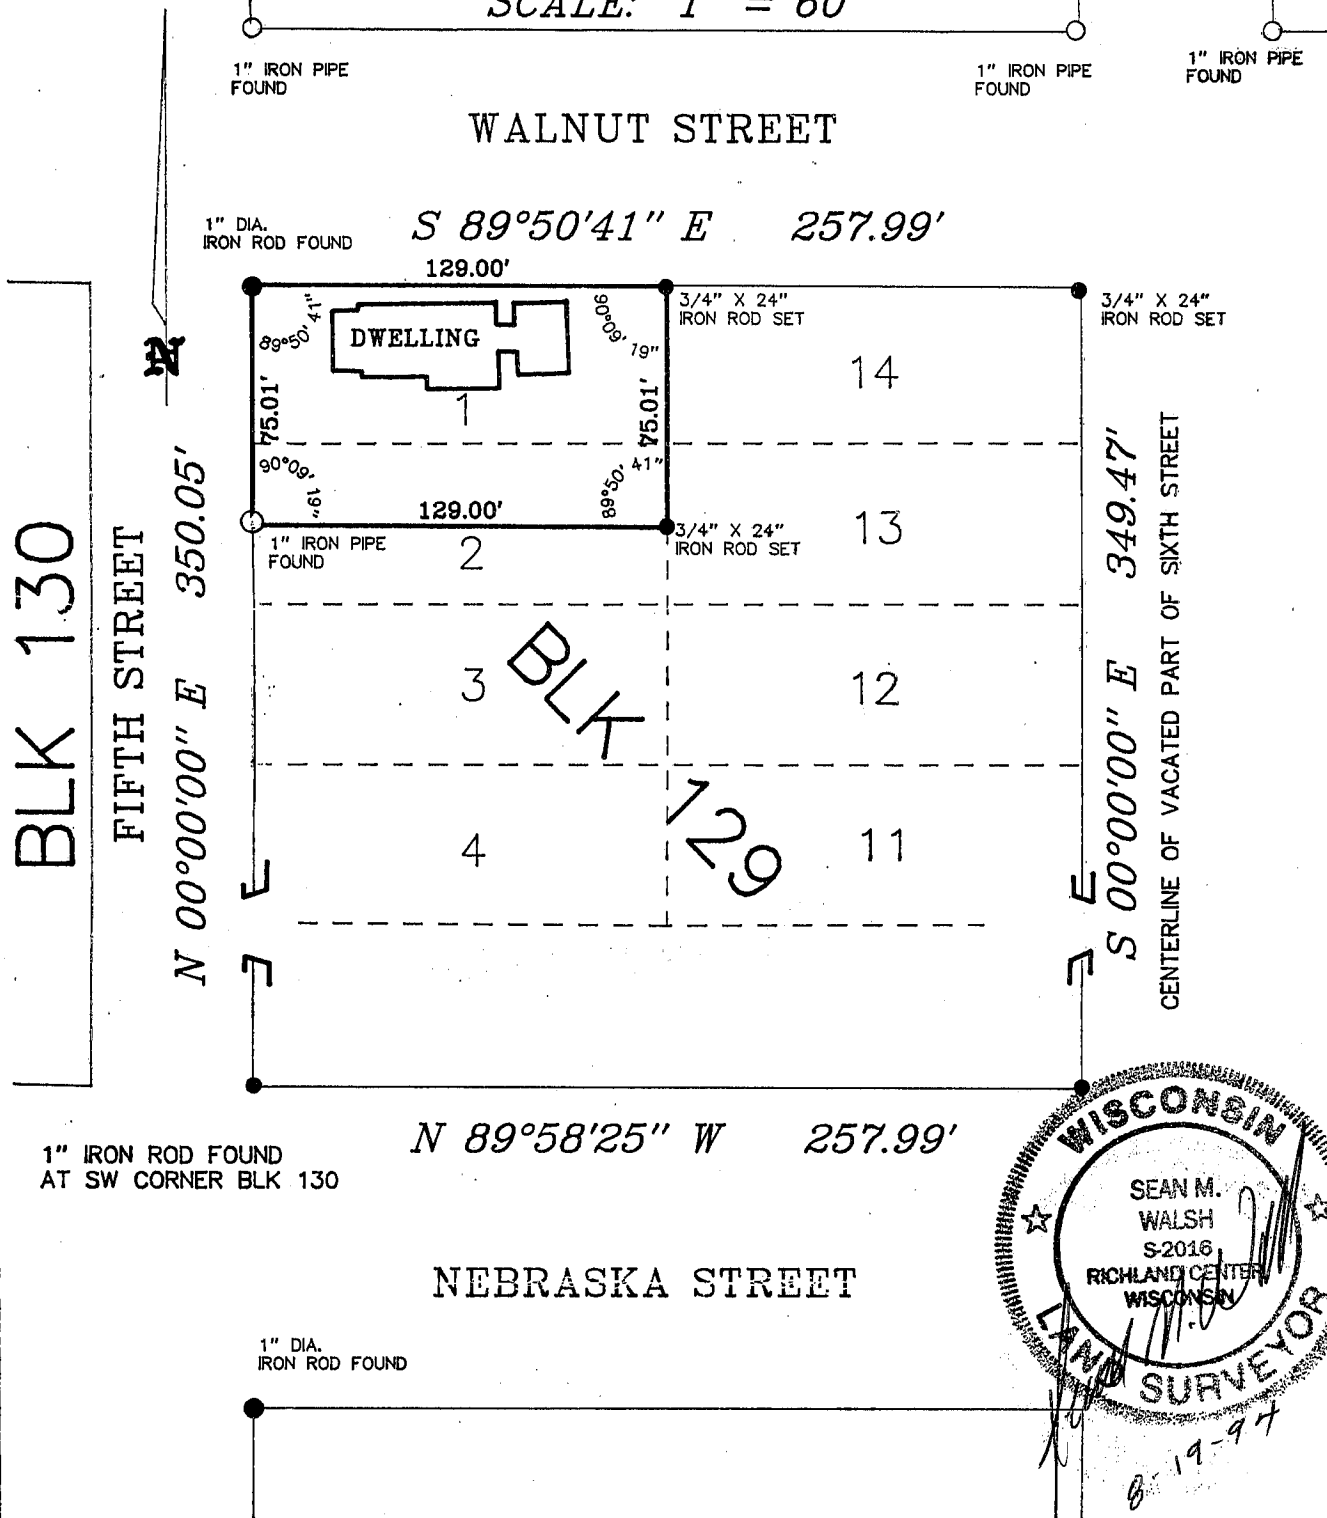 SCALE: 1" = 60'
1" IRON PIPE
FOUND
1" IRON PIPE
FOUND
1" IRON PIPE
FOUND
WALNUT STREET
1" DIA.
IRON ROD FOUND
S 89°50'41" E 257.99'
129.00'
3/4" X 24"
IRON ROD SET
3/4" X 24"
IRON ROD SET
89°50' 41"
DWELLING
90°09' 19"
N
1
14
75.01'
75.01'
90°09' 19"
89°50' 41"
129.00'
1" IRON PIPE
FOUND
3/4" X 24"
IRON ROD SET
2
13
BLK 130
FIFTH STREET
N 00°00'00" E 350.05'
3
12
BLK 129
4
11
S 00°00'00" E 349.47'
CENTERLINE OF VACATED PART OF SIXTH STREET
1" IRON ROD FOUND
AT SW CORNER BLK 130
N 89°58'25" W 257.99'
WISCONSIN
SEAN M.
WALSH
S-2016
RICHLAND CENTER
WISCONSIN
LAND SURVEYOR
NEBRASKA STREET
1" DIA.
IRON ROD FOUND
8-19-94